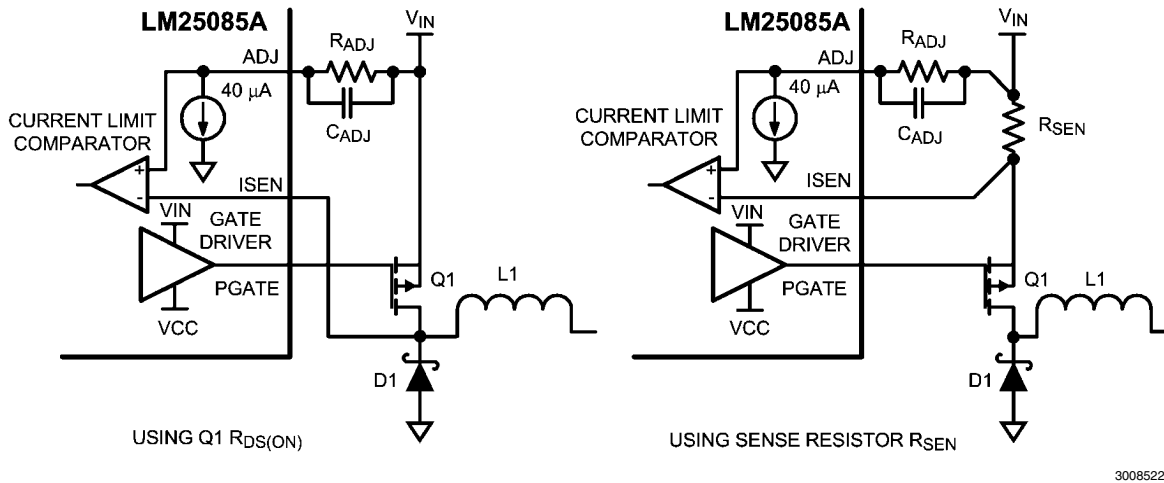 LM25085A
VIN
RADJ
ADJ
40 μA
CADJ
CURRENT LIMIT
COMPARATOR
+
-
ISEN
VIN
GATE
DRIVER
PGATE
VCC
Q1
L1
D1
USING Q1 RDS(ON)
LM25085A
VIN
RADJ
ADJ
40 μA
CADJ
RSEN
CURRENT LIMIT
COMPARATOR
+
-
ISEN
VIN
GATE
DRIVER
PGATE
VCC
Q1
L1
D1
USING SENSE RESISTOR RSEN
3008522